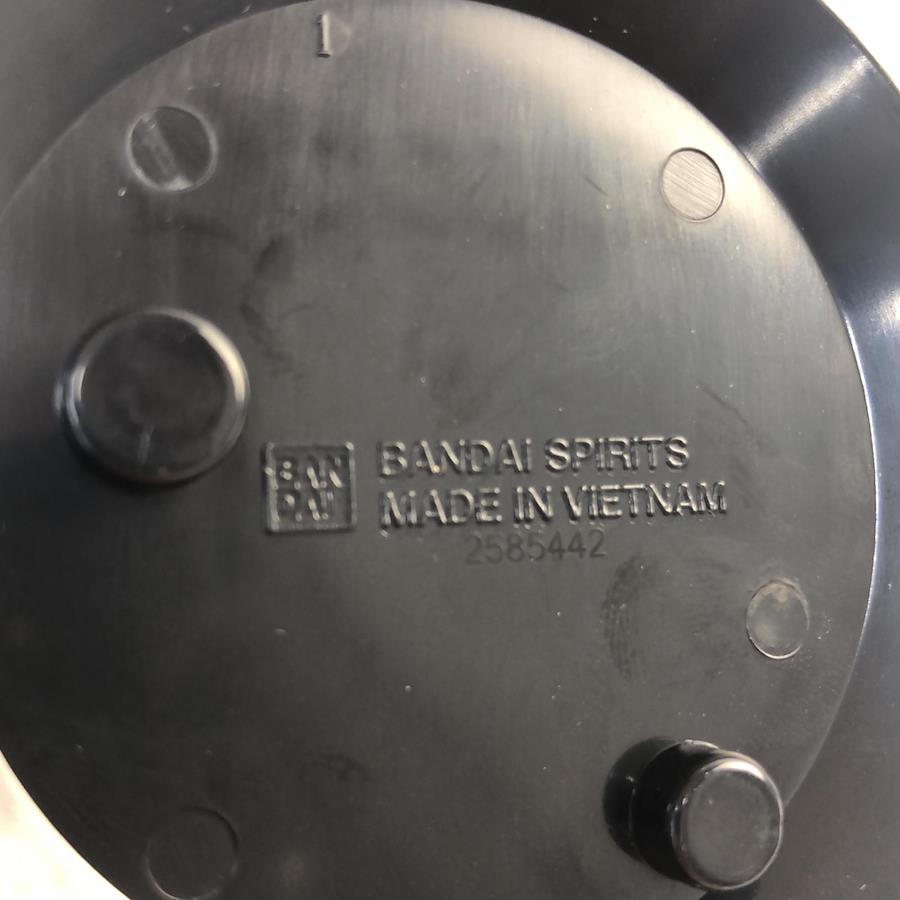 1
BAN
DAI
BANDAI SPIRITS
MADE IN VIETNAM
2585442